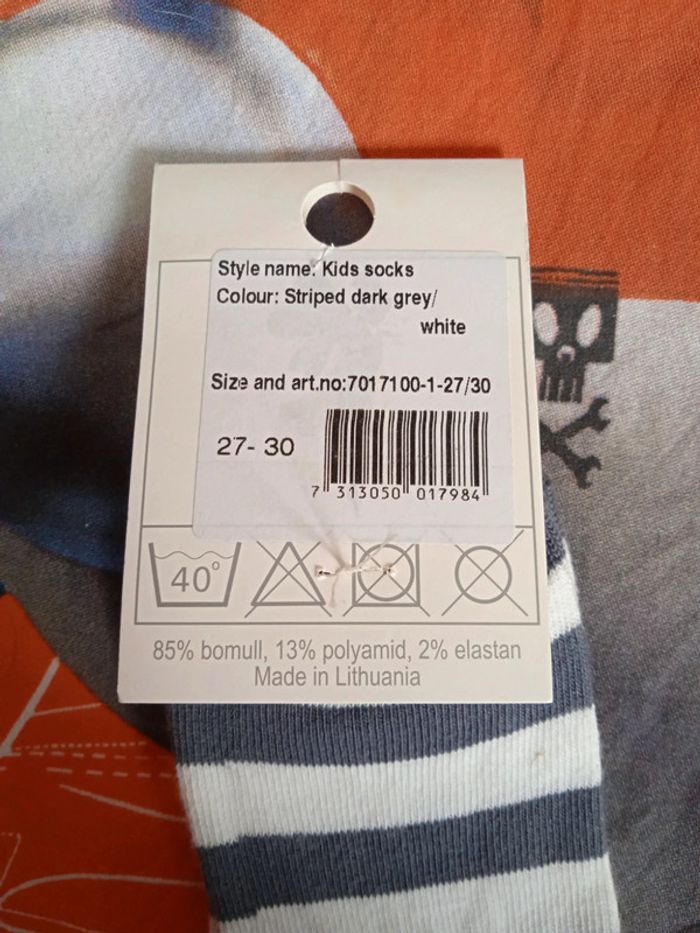 Style name: Kids socks
Colour: Striped dark grey/
white
Size and art.no:7017100-1-27/30
27- 30
7 313050 017984
40°
85% bomull, 13% polyamid, 2% elastan
Made in Lithuania